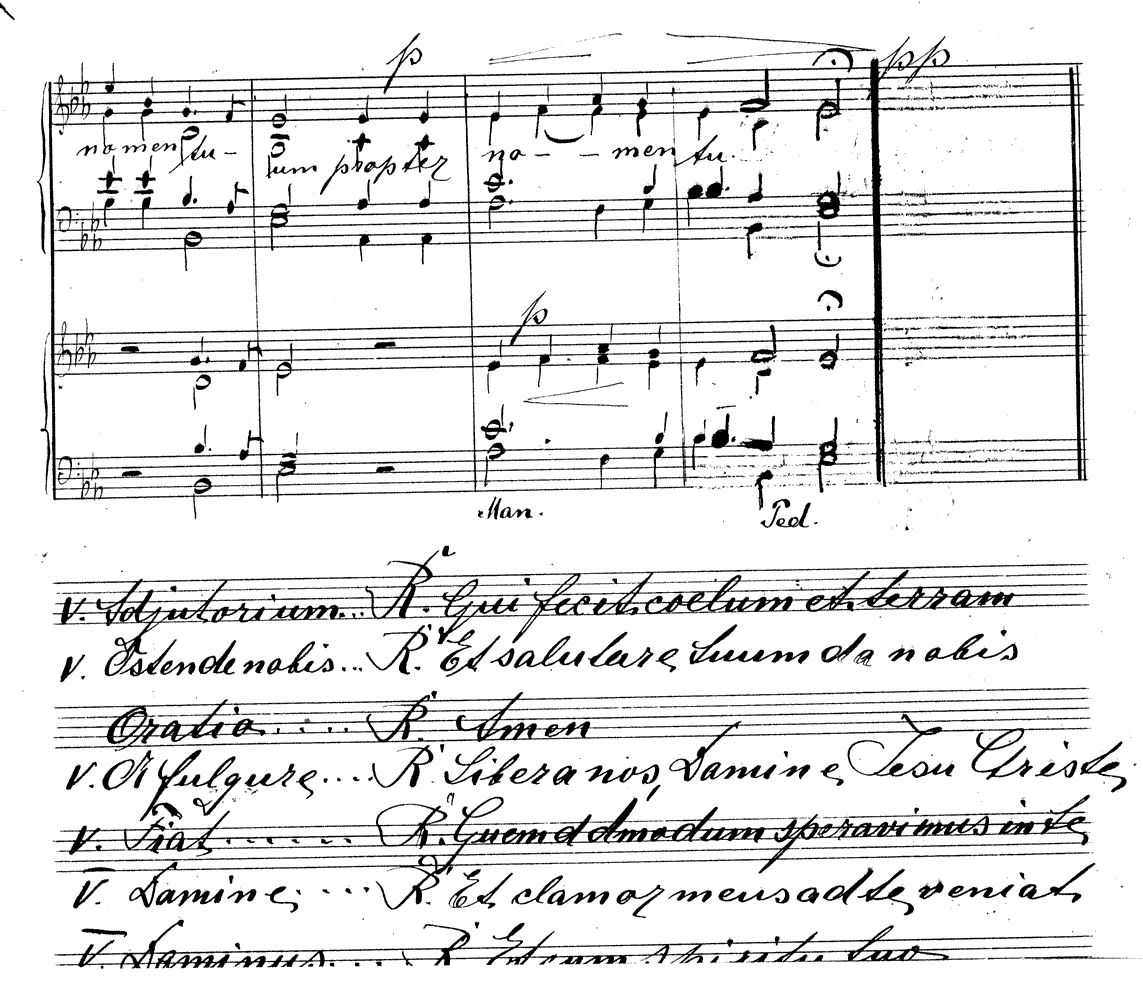 p pp
nomen tu- um propter no - - men tu.
p
Man. Ped.
V. Adjutorium... R. Qui fecit coelum et terram
V. Ostende nobis... R. Et salutare tuum da nobis
Oratio...... R. Amen
V. A fulgure.... R. Libera nos, Domine Jesu Christe
V. Fiat....... R. Quemadmodum speravimus in te
V. Domine.... R. Et clamor meus ad te veniat
V. Dominus.... R. Et cum spiritu tuo